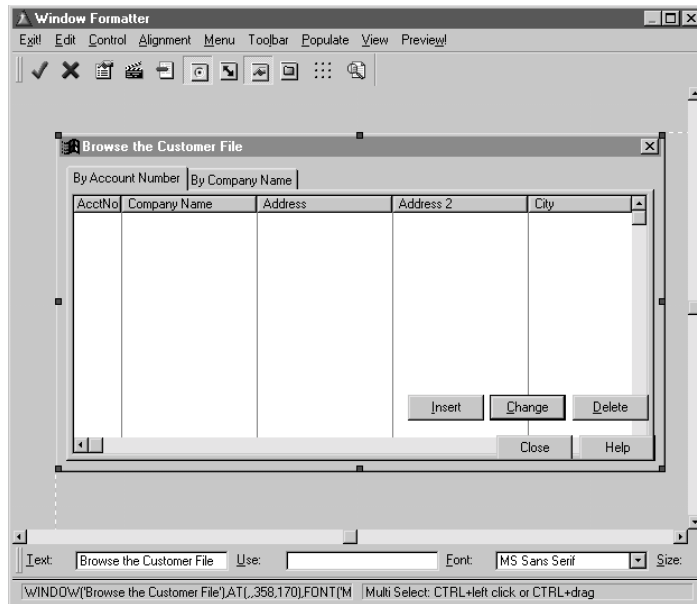 Window Formatter
Exit! Edit Control Alignment Menu Toolbar Populate View Preview!
Browse the Customer File
By Account Number By Company Name
AcctNo Company Name Address Address 2 City
Insert Change Delete
Close Help
Text: Browse the Customer File Use: Font: MS Sans Serif Size:
WINDOW('Browse the Customer File'),AT(,,358,170),FONT('M Multi Select: CTRL+left click or CTRL+drag